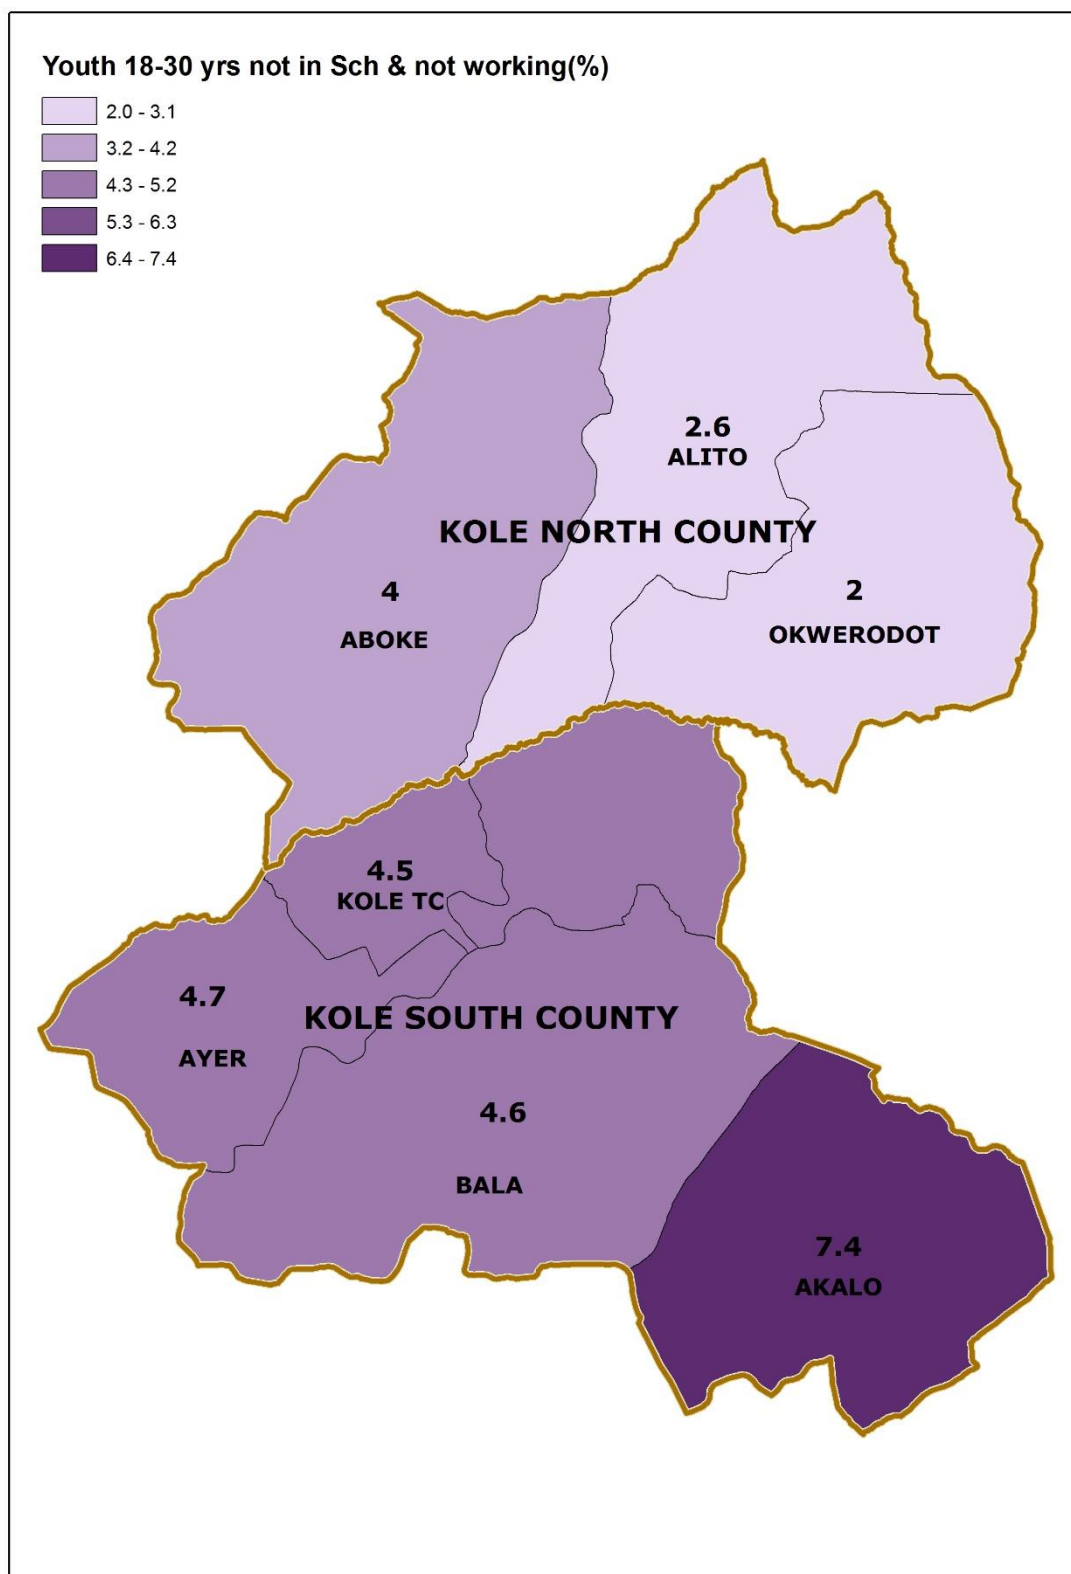 Youth 18-30 yrs not in Sch & not working(%)
2.0 - 3.1
3.2 - 4.2
4.3 - 5.2
5.3 - 6.3
6.4 - 7.4
2.6
ALITO
KOLE NORTH COUNTY
4
ABOKE
2
OKWERODOT
4.5
KOLE TC
4.7
AYER
KOLE SOUTH COUNTY
4.6
BALA
7.4
AKALO